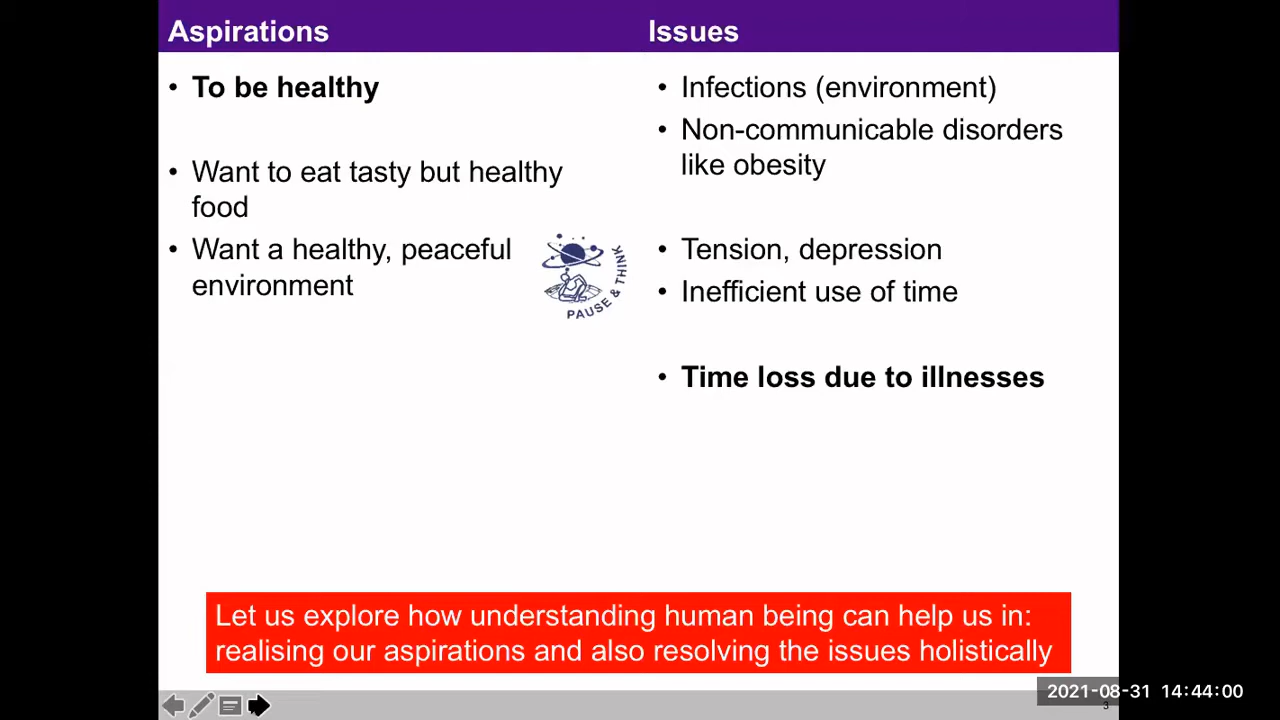 Aspirations
Issues
• To be healthy
• Want to eat tasty but healthy
food
• Want a healthy, peaceful
environment
PAUSE & THINK
• Infections (environment)
• Non-communicable disorders
like obesity
• Tension, depression
• Inefficient use of time
• Time loss due to illnesses
Let us explore how understanding human being can help us in:
realising our aspirations and also resolving the issues holistically
2021-08-31 14:44:00
3